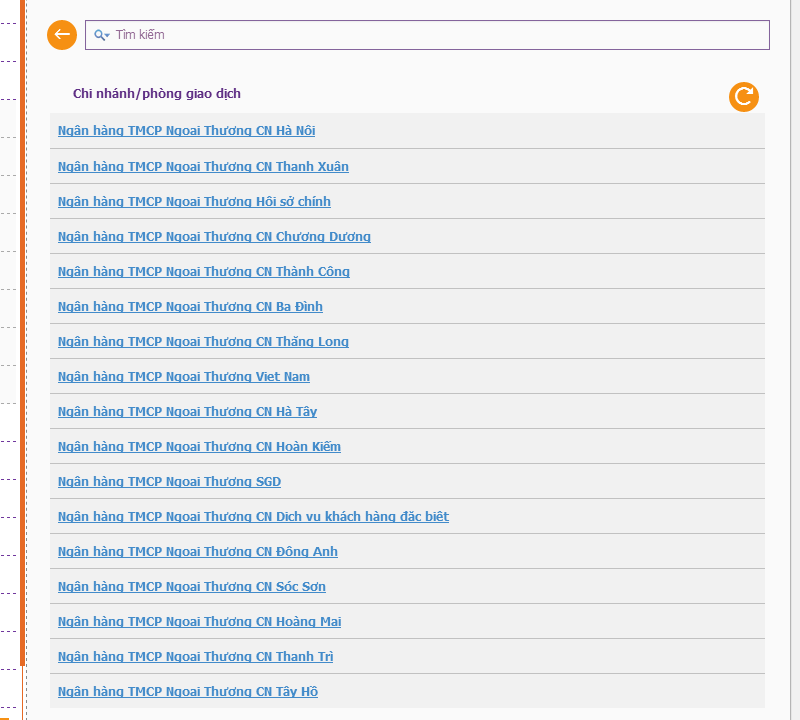 Tìm kiếm
Chi nhánh/phòng giao dịch
Ngân hàng TMCP Ngoại Thương CN Hà Nội
Ngân hàng TMCP Ngoại Thương CN Thanh Xuân
Ngân hàng TMCP Ngoại Thương Hội sở chính
Ngân hàng TMCP Ngoại Thương CN Chương Dương
Ngân hàng TMCP Ngoại Thương CN Thành Công
Ngân hàng TMCP Ngoại Thương CN Ba Đình
Ngân hàng TMCP Ngoại Thương CN Thăng Long
Ngân hàng TMCP Ngoại Thương Viet Nam
Ngân hàng TMCP Ngoại Thương CN Hà Tây
Ngân hàng TMCP Ngoại Thương CN Hoàn Kiếm
Ngân hàng TMCP Ngoại Thương SGD
Ngân hàng TMCP Ngoại Thương CN Dịch vụ khách hàng đặc biệt
Ngân hàng TMCP Ngoại Thương CN Đông Anh
Ngân hàng TMCP Ngoại Thương CN Sóc Sơn
Ngân hàng TMCP Ngoại Thương CN Hoàng Mai
Ngân hàng TMCP Ngoại Thương CN Thanh Trì
Ngân hàng TMCP Ngoại Thương CN Tây Hồ